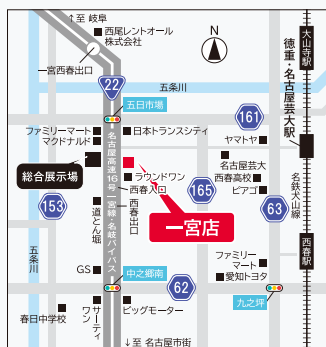 ↑至 岐阜
西尾レントオール
株式会社
N
大山寺駅
一宮西春出口
徳重・名古屋芸大駅
22
五条川
五日市場
161
ファミリーマート
マクドナルド
日本トランスシティ
ヤマトヤ
総合展示場
名古屋高速16号一宮線・名岐バイパス
ラウンドワン
西春入口
西春出口
名古屋芸大
西春高校
ピアゴ
165
153
道とん堀
一宮店
63
名鉄犬山線
西春駅
五条川
GS
中之郷南
62
ファミリー
マート
愛知トヨタ
九之坪
春日中学校
サーティ
ワン
ビッグモーター
↓至 名古屋市街